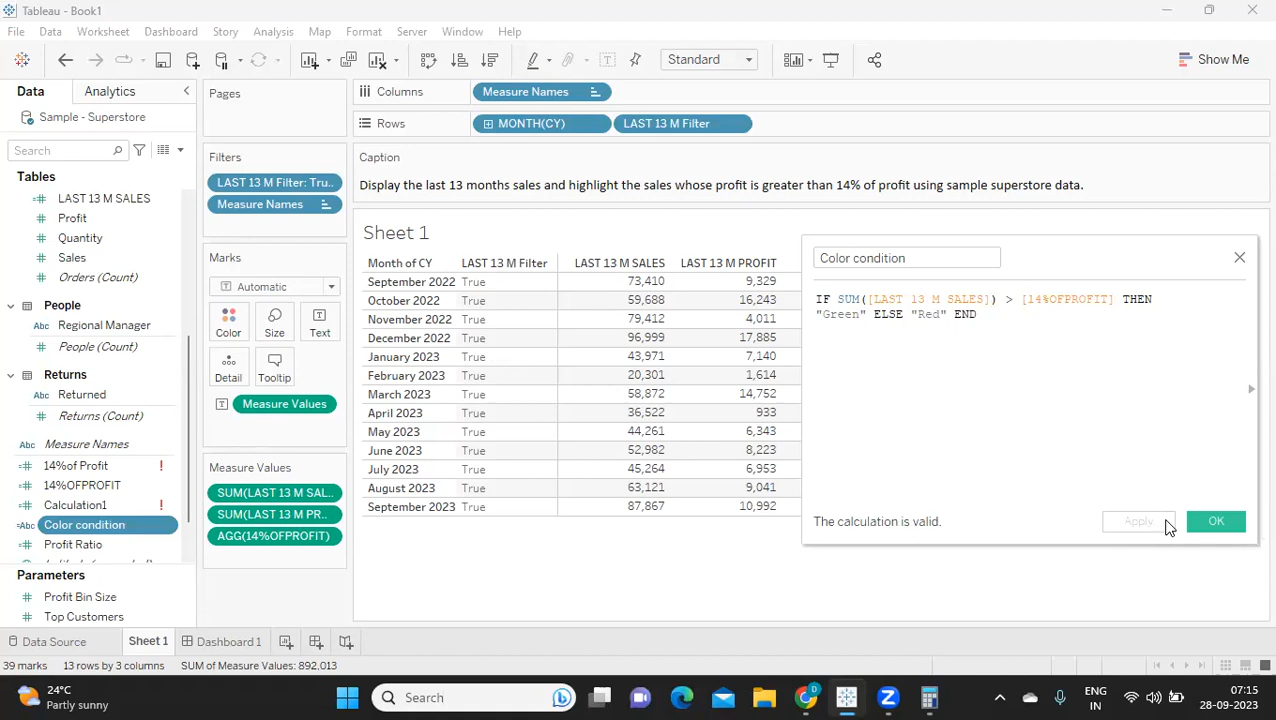 Tableau - Book1
File Data Worksheet Dashboard Story Analysis Map Format Server Window Help
Standard
Show Me
Data Analytics
Sample - Superstore
Search
Tables
LAST 13 M SALES
Profit
Quantity
Sales
Orders (Count)
People
Abc Regional Manager
People (Count)
Returns
Abc Returned
Returns (Count)
Abc Measure Names
14%of Profit !
14%OFPROFIT
Calculation1 !
Abc Color condition
Profit Ratio
Parameters
Profit Bin Size
Top Customers
Pages
Filters
LAST 13 M Filter: Tru..
Measure Names
Marks
Automatic
Color Size Text
Detail Tooltip
Measure Values
Measure Values
SUM(LAST 13 M SAL..
SUM(LAST 13 M PR..
AGG(14%OFPROFIT)
Columns Measure Names
Rows MONTH(CY) LAST 13 M Filter
Caption
Display the last 13 months sales and highlight the sales whose profit is greater than 14% of profit using sample superstore data.
Sheet 1
Month of CY LAST 13 M Filter LAST 13 M SALES LAST 13 M PROFIT
September 2022 True 73,410 9,329
October 2022 True 59,688 16,243
November 2022 True 79,412 4,011
December 2022 True 96,999 17,885
January 2023 True 43,971 7,140
February 2023 True 20,301 1,614
March 2023 True 58,872 14,752
April 2023 True 36,522 933
May 2023 True 44,261 6,343
June 2023 True 52,982 8,223
July 2023 True 45,264 6,953
August 2023 True 63,121 9,041
September 2023 True 87,867 10,992
Color condition
IF SUM([LAST 13 M SALES]) > [14%OFPROFIT] THEN
"Green" ELSE "Red" END
The calculation is valid.
Apply OK
Data Source Sheet 1 Dashboard 1
39 marks 13 rows by 3 columns SUM of Measure Values: 892,013
24°C
Partly sunny
Search
ENG
IN
07:15
28-09-2023